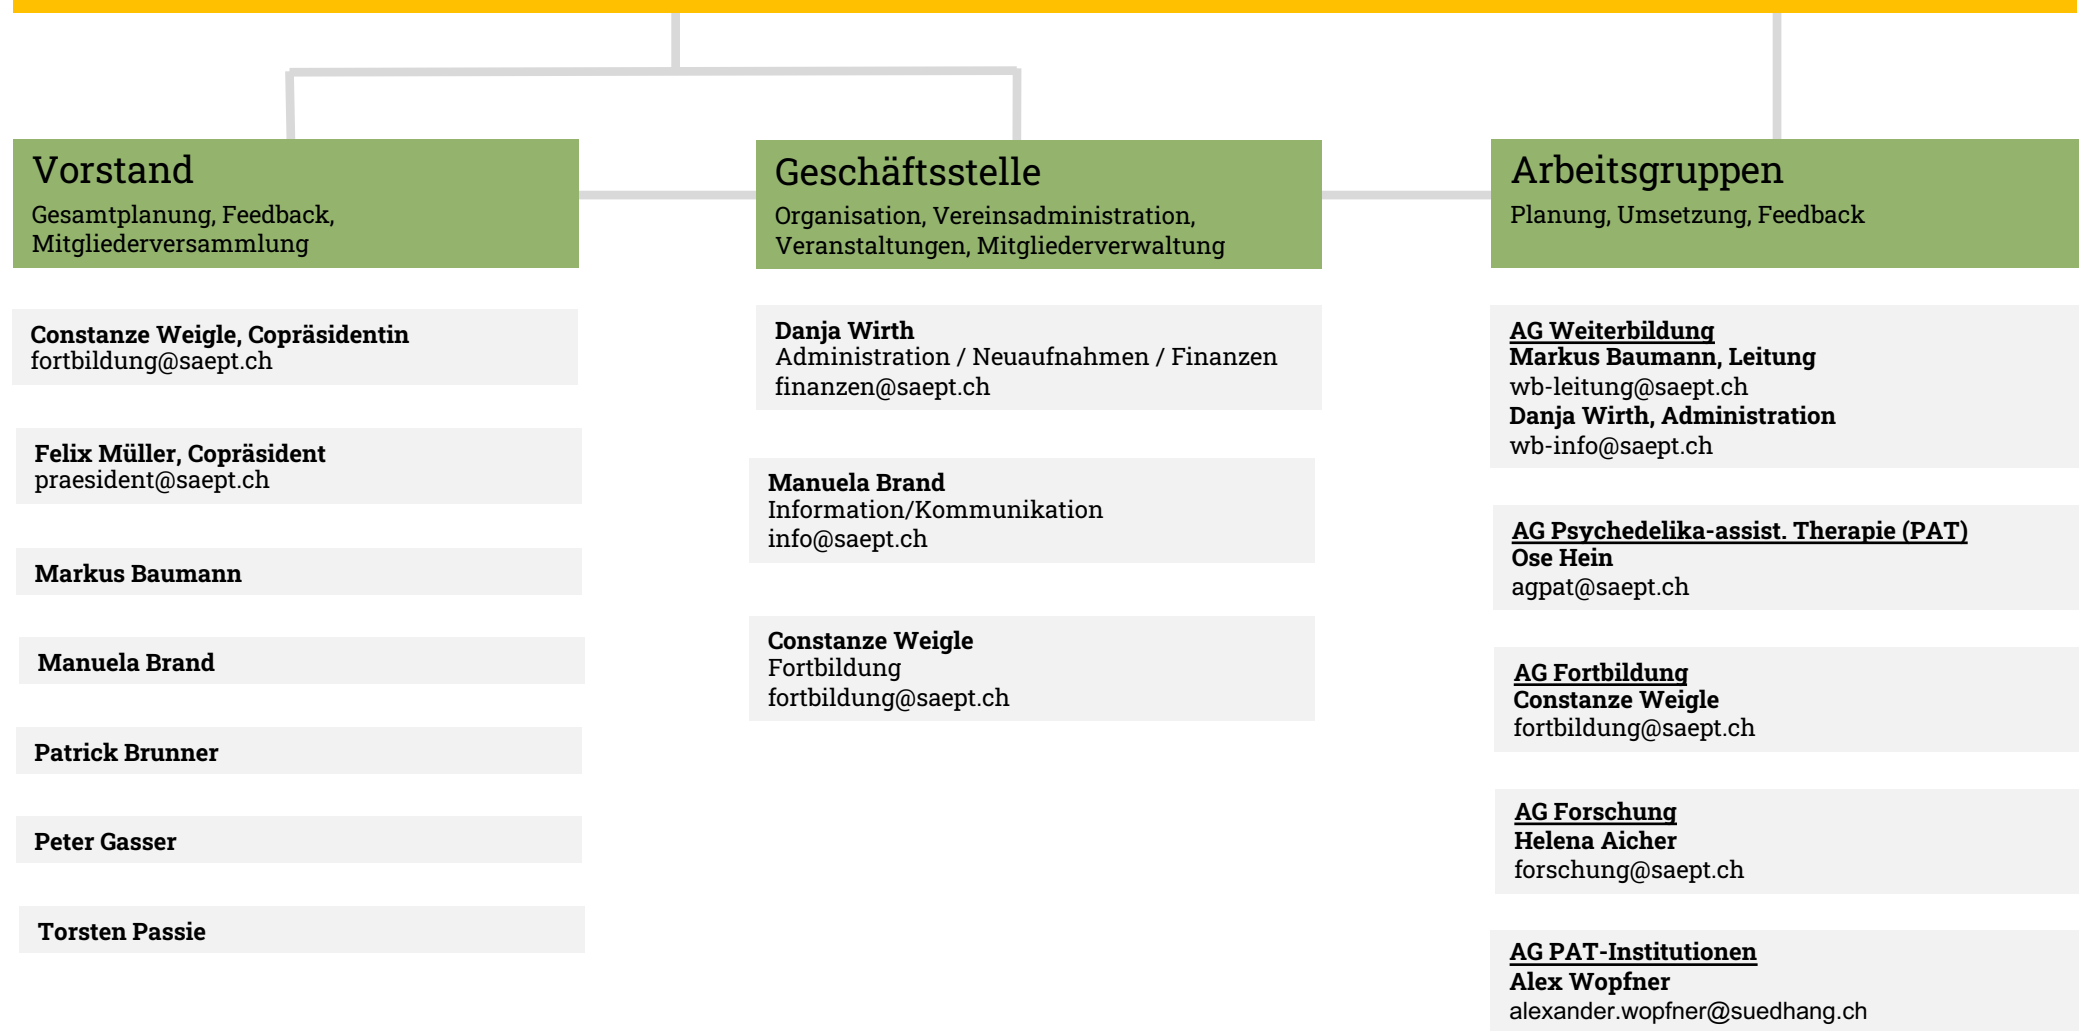 Vorstand
Gesamtplanung, Feedback,
Mitgliederversammlung
Constanze Weigle, Copräsidentin
fortbildung@saept.ch
Felix Müller, Copräsident
praesident@saept.ch
Markus Baumann
Manuela Brand
Patrick Brunner
Peter Gasser
Torsten Passie
Geschäftsstelle
Organisation, Vereinsadministration,
Veranstaltungen, Mitgliederverwaltung
Danja Wirth
Administration / Neuaufnahmen / Finanzen
finanzen@saept.ch
Manuela Brand
Information/Kommunikation
info@saept.ch
Constanze Weigle
Fortbildung
fortbildung@saept.ch
Arbeitsgruppen
Planung, Umsetzung, Feedback
AG Weiterbildung
Markus Baumann, Leitung
wb-leitung@saept.ch
Danja Wirth, Administration
wb-info@saept.ch
AG Psychedelika-assist. Therapie (PAT)
Ose Hein
agpat@saept.ch
AG Fortbildung
Constanze Weigle
fortbildung@saept.ch
AG Forschung
Helena Aicher
forschung@saept.ch
AG PAT-Institutionen
Alex Wopfner
alexander.wopfner@suedhang.ch